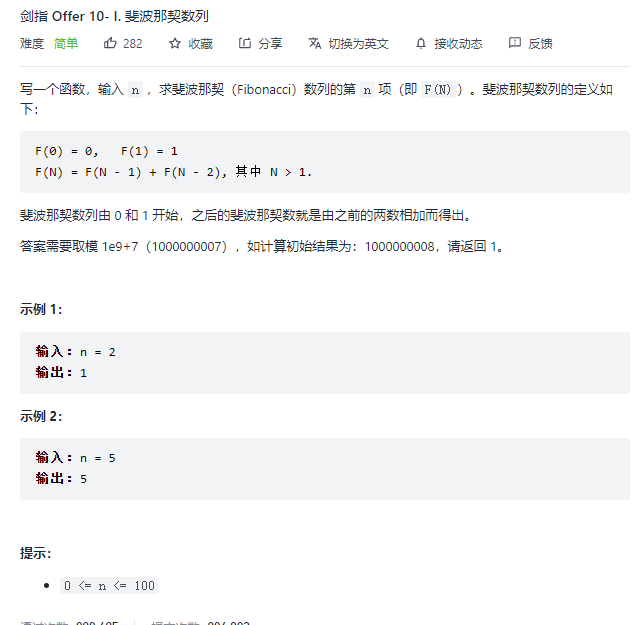 剑指 Offer 10- I. 斐波那契数列
难度 简单 282 收藏 分享 切换为英文 接收动态 反馈
写一个函数，输入 n ，求斐波那契（Fibonacci）数列的第 n 项（即 F(N) ）。斐波那契数列的定义如
下：
F(0) = 0,   F(1) = 1
F(N) = F(N - 1) + F(N - 2), 其中 N > 1.
斐波那契数列由 0 和 1 开始，之后的斐波那契数就是由之前的两数相加而得出。
答案需要取模 1e9+7（1000000007），如计算初始结果为：1000000008，请返回 1。
示例 1：
输入：n = 2
输出：1
示例 2：
输入：n = 5
输出：5
提示：
0 <= n <= 100